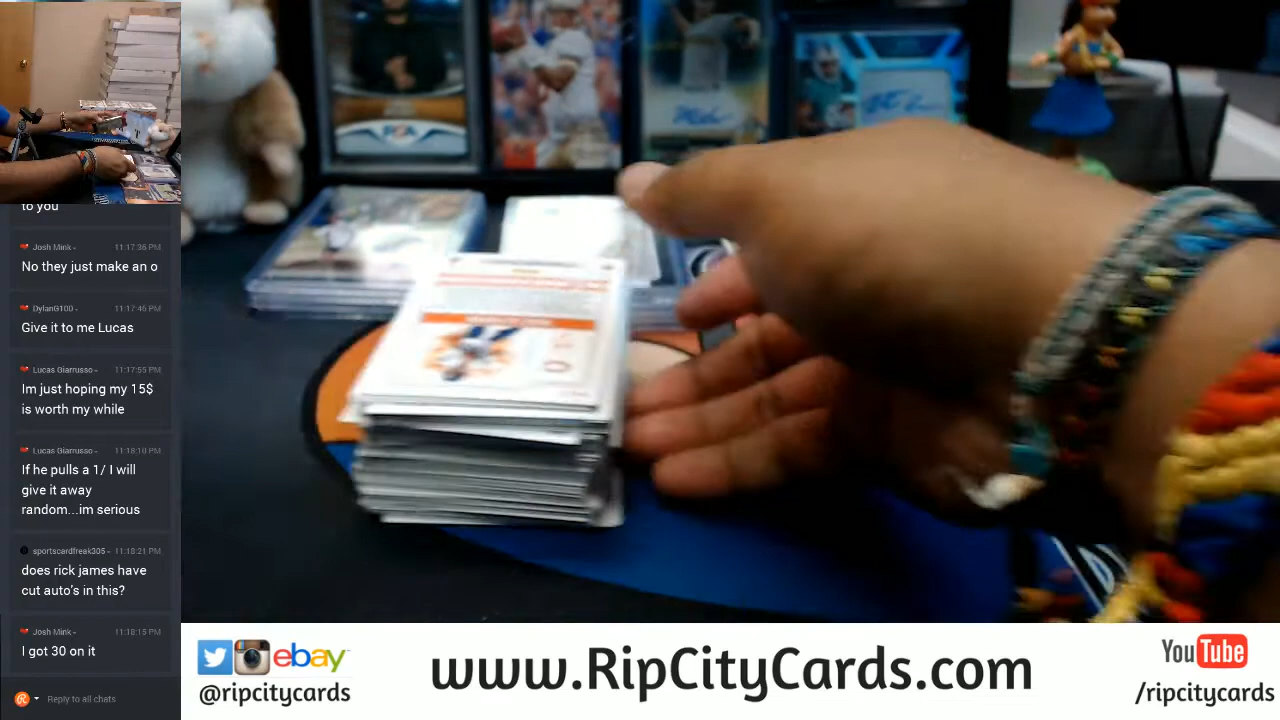 to you
Josh Mink - 11:17:36 PM
No they just make an o
DylanG100 - 11:17:46 PM
Give it to me Lucas
Lucas Giarrusso - 11:17:55 PM
Im just hoping my 15$
is worth my while
Lucas Giarrusso - 11:18:10 PM
If he pulls a 1/ I will
give it away
random...im serious
sportscardfreak305 - 11:18:21 PM
does rick james have
cut auto's in this?
Josh Mink - 11:18:15 PM
I got 30 on it
Reply to all chats
ebay
@ripcitycards
www.RipCityCards.com
YouTube
/ripcitycards